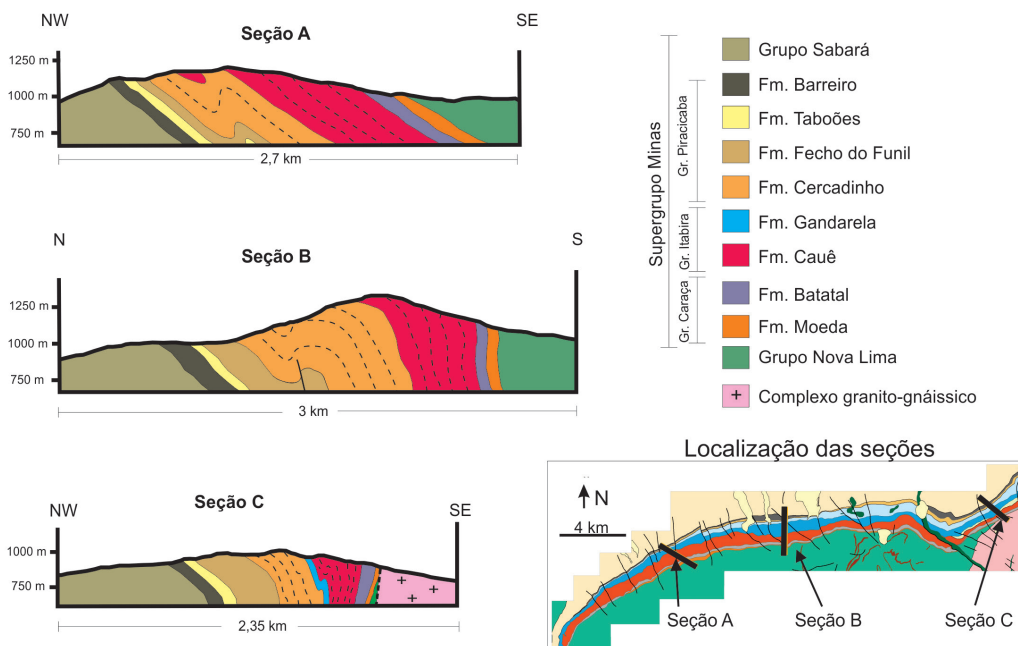 NW
SE
Seção A
1250 m
1000 m
750 m
2,7 km
N
S
Seção B
1250 m
1000 m
750 m
3 km
NW
SE
Seção C
1000 m
750 m
2,35 km
Supergrupo Minas
Gr. Piracicaba
Gr. Itabira
Gr. Caraça
Grupo Sabará
Fm. Barreiro
Fm. Taboões
Fm. Fecho do Funil
Fm. Cercadinho
Fm. Gandarela
Fm. Cauê
Fm. Batatal
Fm. Moeda
Grupo Nova Lima
+ Complexo granito-gnáissico
Localização das seções
N
4 km
Seção A
Seção B
Seção C